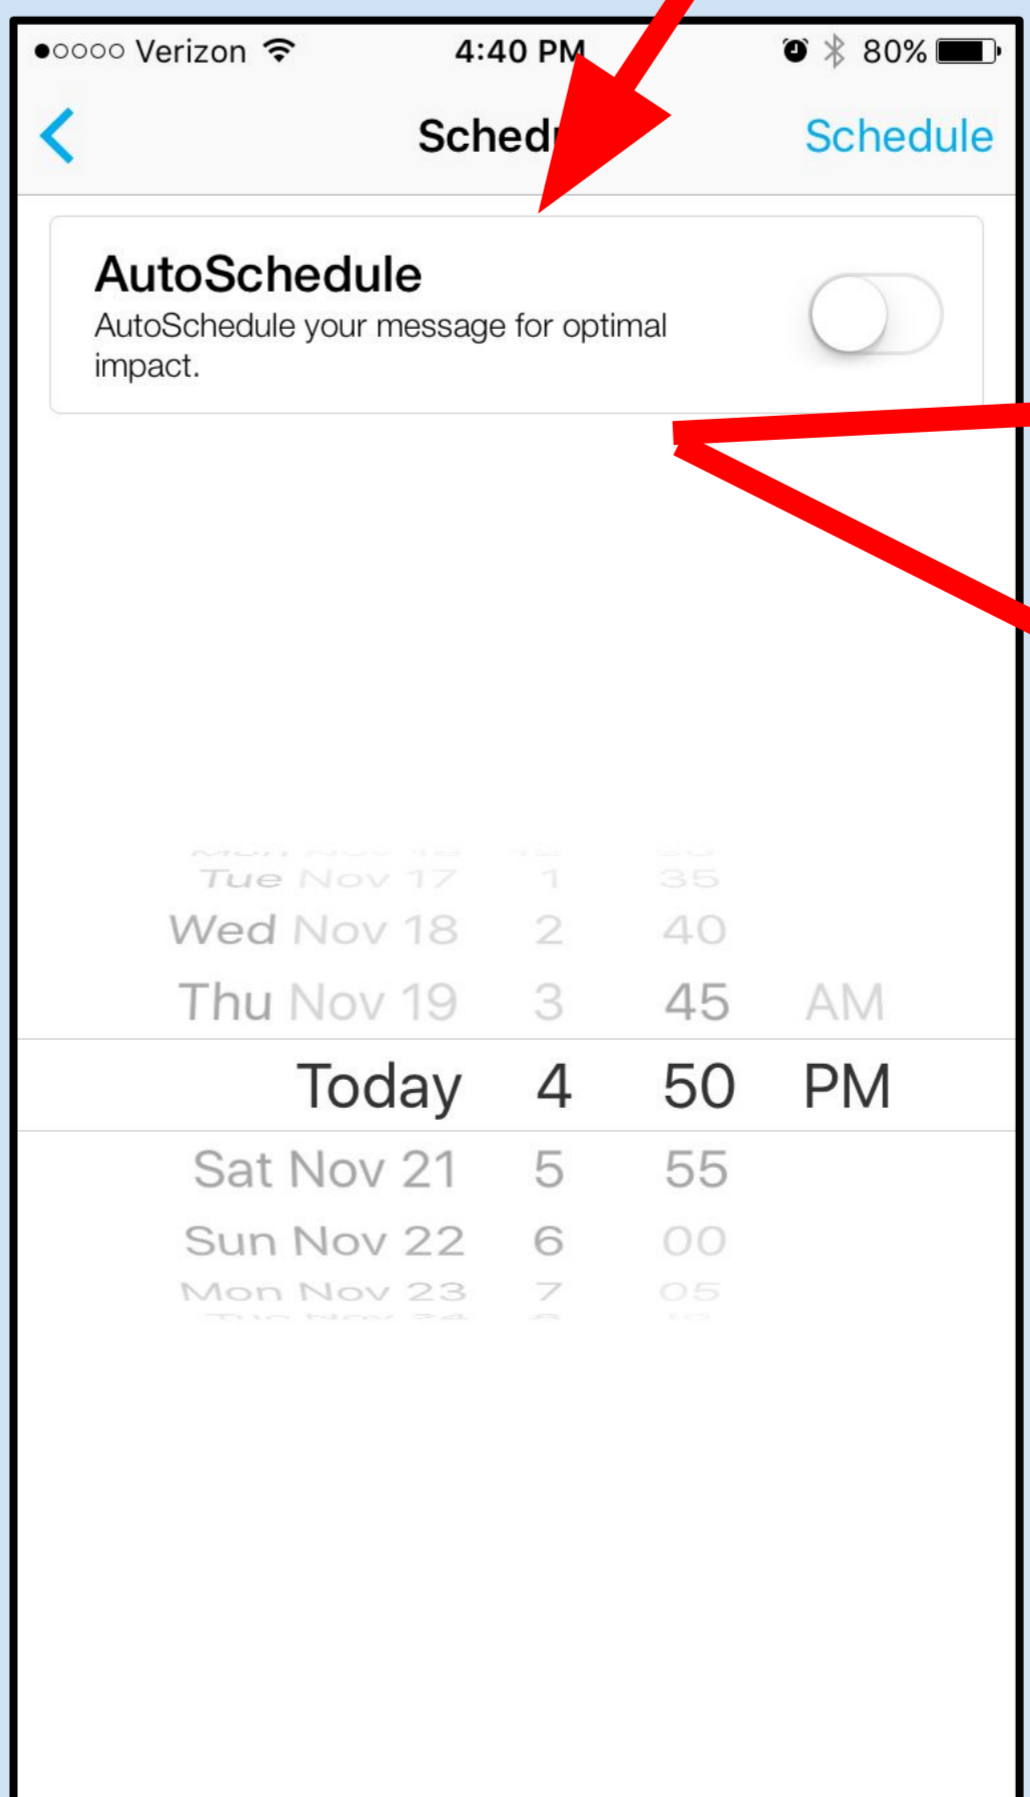 Verizon 4:40 PM 80%
Schedule
AutoSchedule
AutoSchedule your message for optimal
impact.
Tue Nov 17 1 35
Wed Nov 18 2 40
Thu Nov 19 3 45 AM
Today 4 50 PM
Sat Nov 21 5 55
Sun Nov 22 6 00
Mon Nov 23 7 05